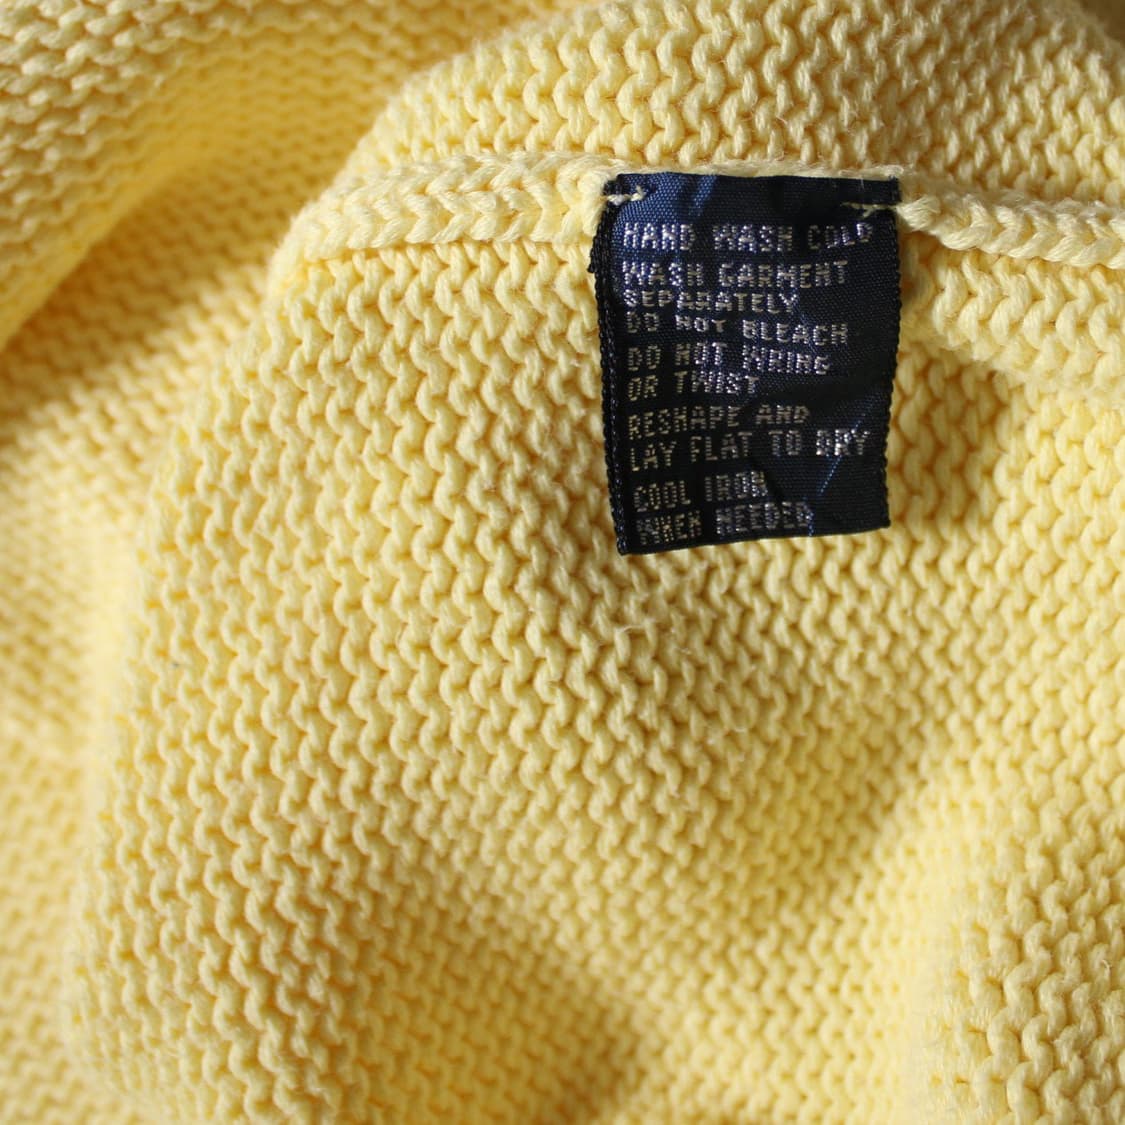 HAND WASH COLD
WASH GARMENT
SEPARATELY
DO NOT BLEACH
DO NOT WRING
OR TWIST
RESHAPE AND
LAY FLAT TO DRY
COOL IRON
WHEN NEEDED